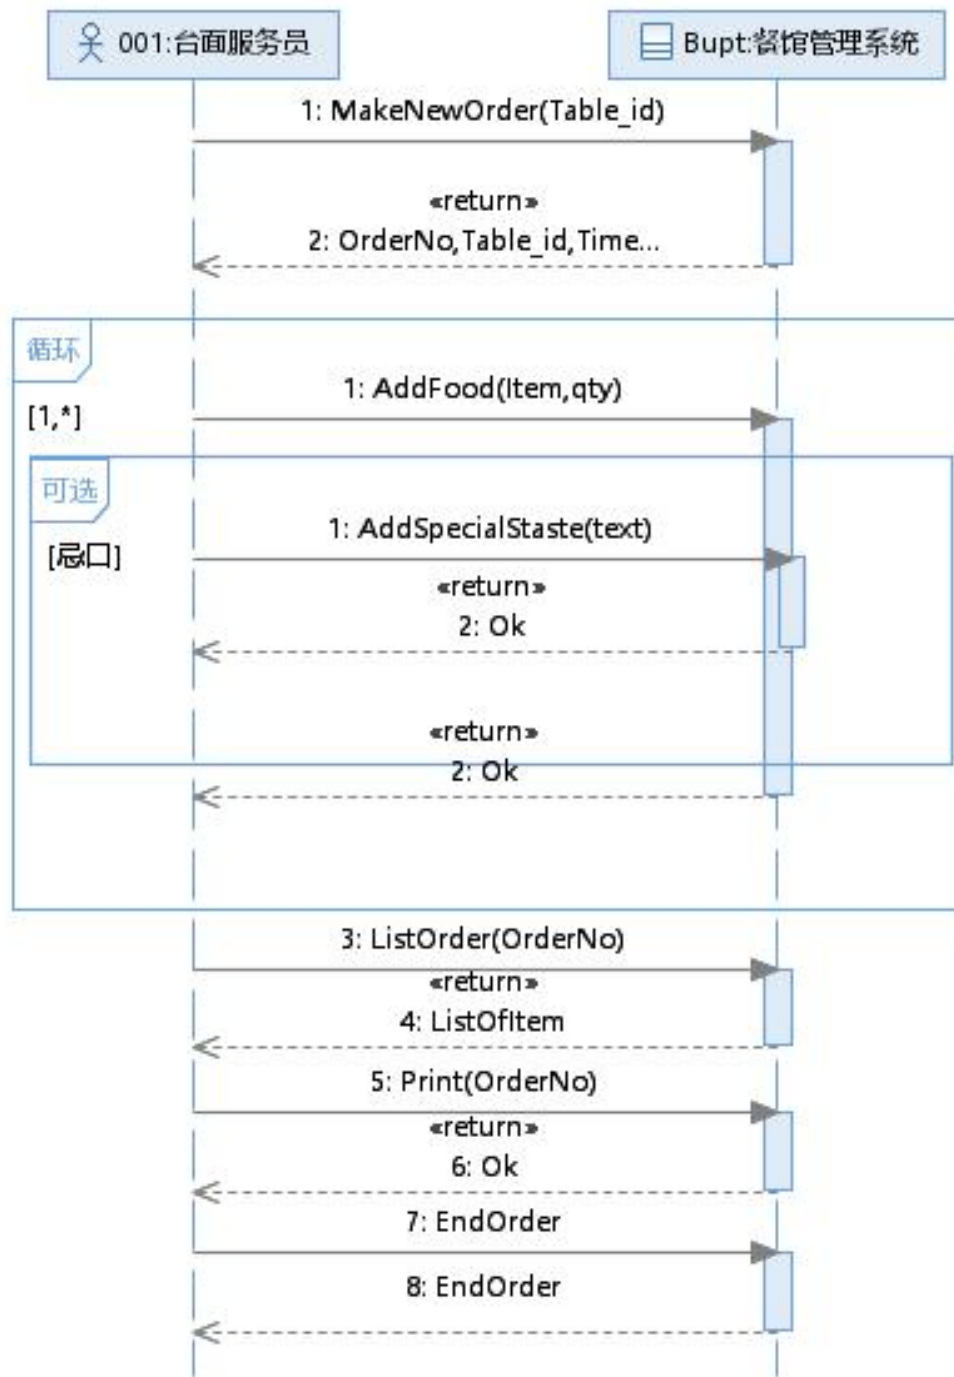 001:台面服务员
Bupt:餐馆管理系统
1: MakeNewOrder(Table_id)
«return»
2: OrderNo,Table_id,Time...
循环
1: AddFood(Item,qty)
[1,*]
可选
1: AddSpecialStaste(text)
[忌口]
«return»
2: Ok
«return»
2: Ok
3: ListOrder(OrderNo)
«return»
4: ListOfItem
5: Print(OrderNo)
«return»
6: Ok
7: EndOrder
8: EndOrder